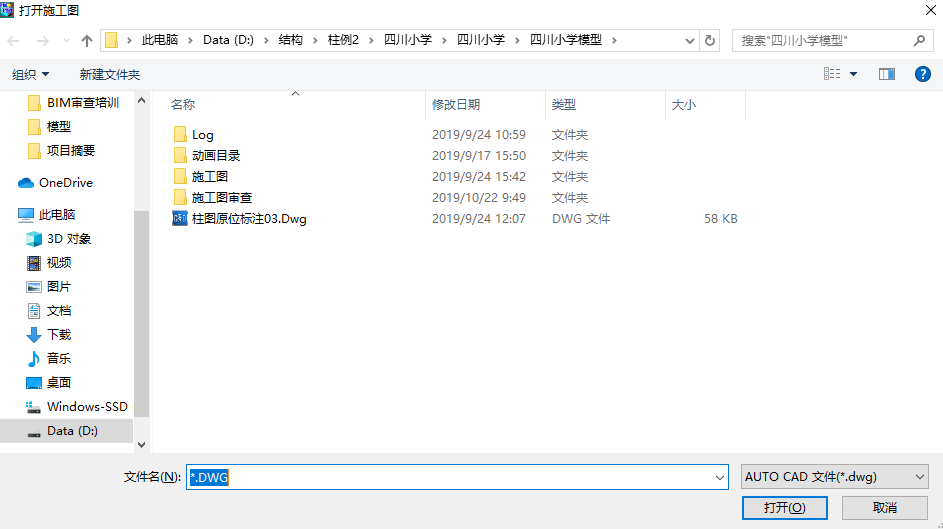 打开施工图
此电脑 Data (D:) 结构 柱例2 四川小学 四川小学 四川小学模型
搜索"四川小学模型"
组织 新建文件夹
名称 修改日期 类型 大小
BIM审查培训
模型
项目摘要
OneDrive
此电脑
3D 对象
视频
图片
文档
下载
音乐
桌面
Windows-SSD
Data (D:)
Log 2019/9/24 10:59 文件夹
动画目录 2019/9/17 15:50 文件夹
施工图 2019/9/24 15:42 文件夹
施工图审查 2019/10/22 9:49 文件夹
柱图原位标注03.Dwg 2019/9/24 12:07 DWG 文件 58 KB
文件名(N): *.DWG AUTO CAD 文件(*.dwg)
打开(O) 取消